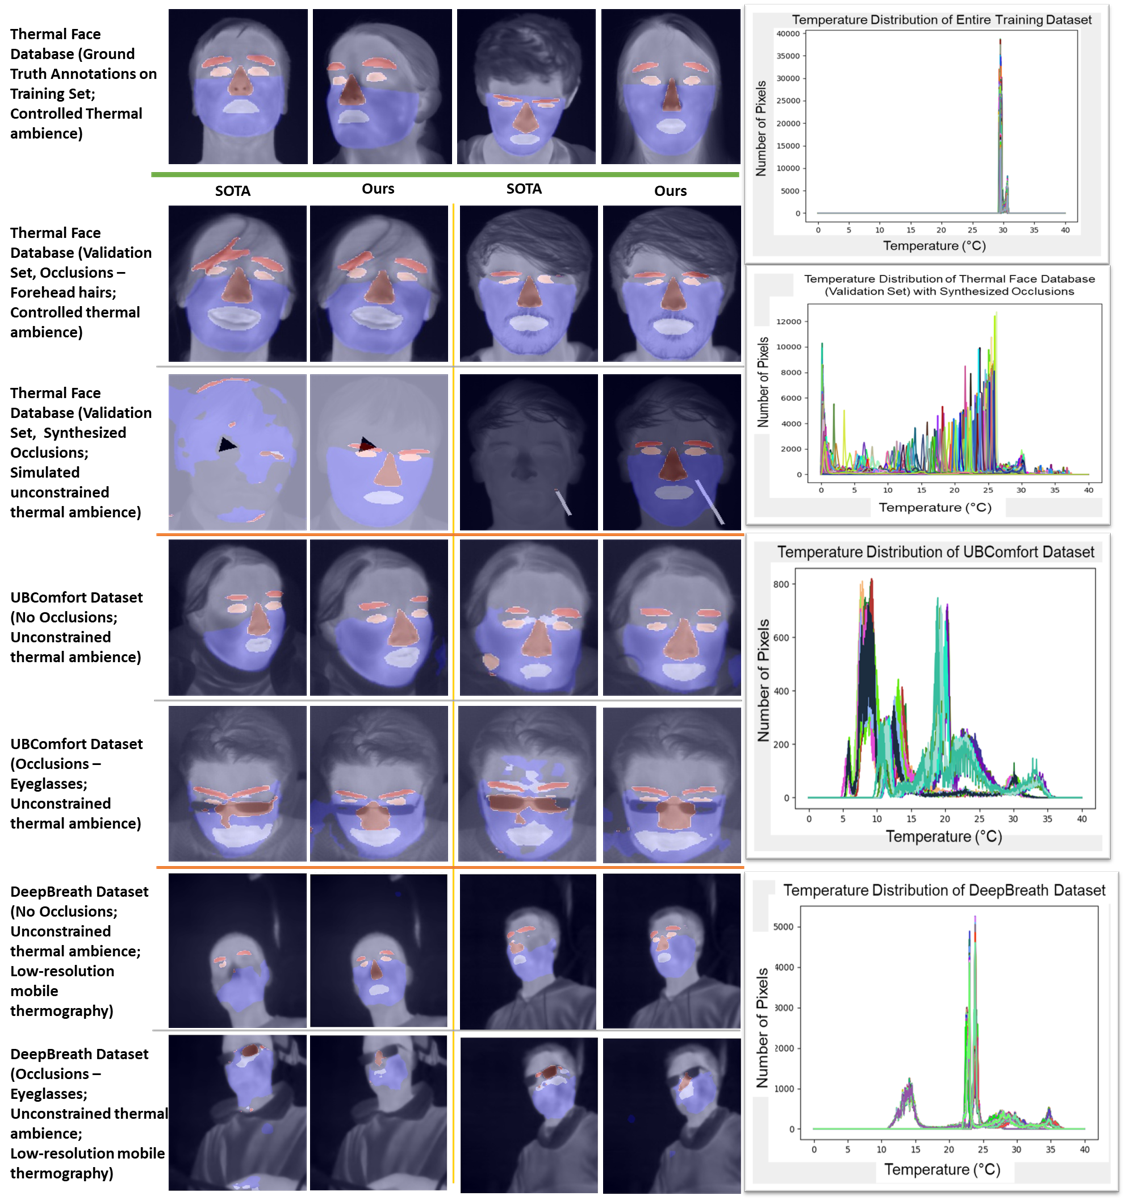 Thermal Face
Database (Ground
Truth Annotations on
Training Set;
Controlled Thermal
ambience)
Temperature Distribution of Entire Training Dataset
Number of Pixels
40000
35000
30000
25000
20000
15000
10000
5000
0
0 5 10 15 20 25 30 35 40
Temperature (°C)
SOTA Ours SOTA Ours
Thermal Face
Database (Validation
Set, Occlusions –
Forehead hairs;
Controlled thermal
ambience)
Thermal Face
Database (Validation
Set, Synthesized
Occlusions;
Simulated
unconstrained
thermal ambience)
Temperature Distribution of Thermal Face Database
(Validation Set) with Synthesized Occlusions
Number of Pixels
12000
10000
8000
6000
4000
2000
0
0 5 10 15 20 25 30 35 40
Temperature (°C)
UBComfort Dataset
(No Occlusions;
Unconstrained
thermal ambience)
UBComfort Dataset
(Occlusions –
Eyeglasses;
Unconstrained
thermal ambience)
Temperature Distribution of UBComfort Dataset
Number of Pixels
800
600
400
200
0
0 5 10 15 20 25 30 35 40
Temperature (°C)
DeepBreath Dataset
(No Occlusions;
Unconstrained
thermal ambience;
Low-resolution
mobile
thermography)
DeepBreath Dataset
(Occlusions –
Eyeglasses;
Unconstrained thermal
ambience;
Low-resolution mobile
thermography)
Temperature Distribution of DeepBreath Dataset
Number of Pixels
5000
4000
3000
2000
1000
0
0 5 10 15 20 25 30 35 40
Temperature (°C)